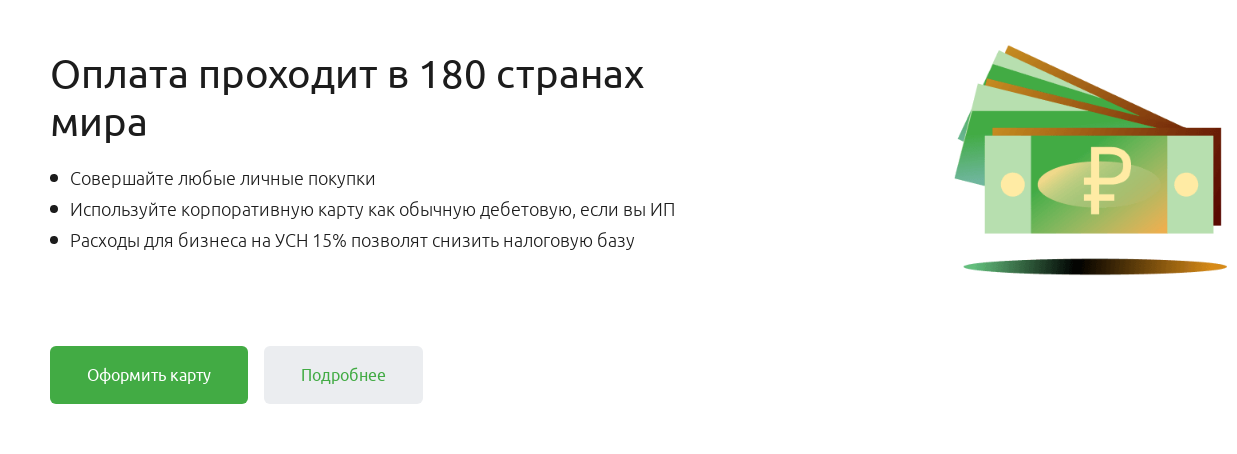 Оплата проходит в 180 странах
мира
Совершайте любые личные покупки
Используйте корпоративную карту как обычную дебетовую, если вы ИП
Расходы для бизнеса на УСН 15% позволят снизить налоговую базу
₽
Оформить карту
Подробнее